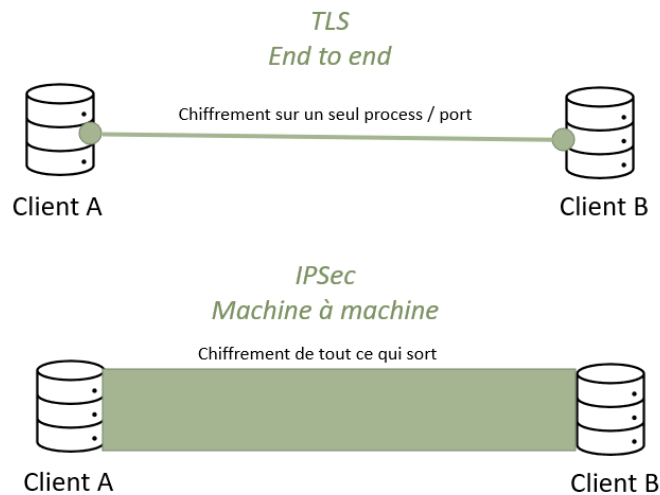 TLS
End to end
Chiffrement sur un seul process / port
Client A
Client B
IPSec
Machine à machine
Chiffrement de tout ce qui sort
Client A
Client B